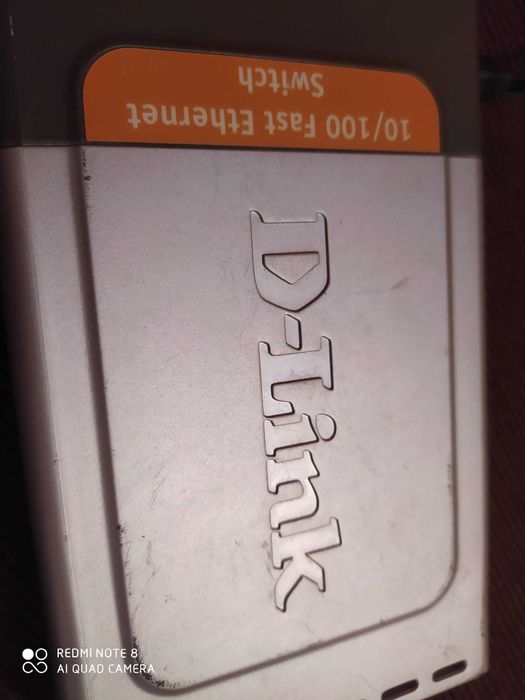 10/100 Fast Ethernet
Switch
D-Link
REDMI NOTE 8
AI QUAD CAMERA